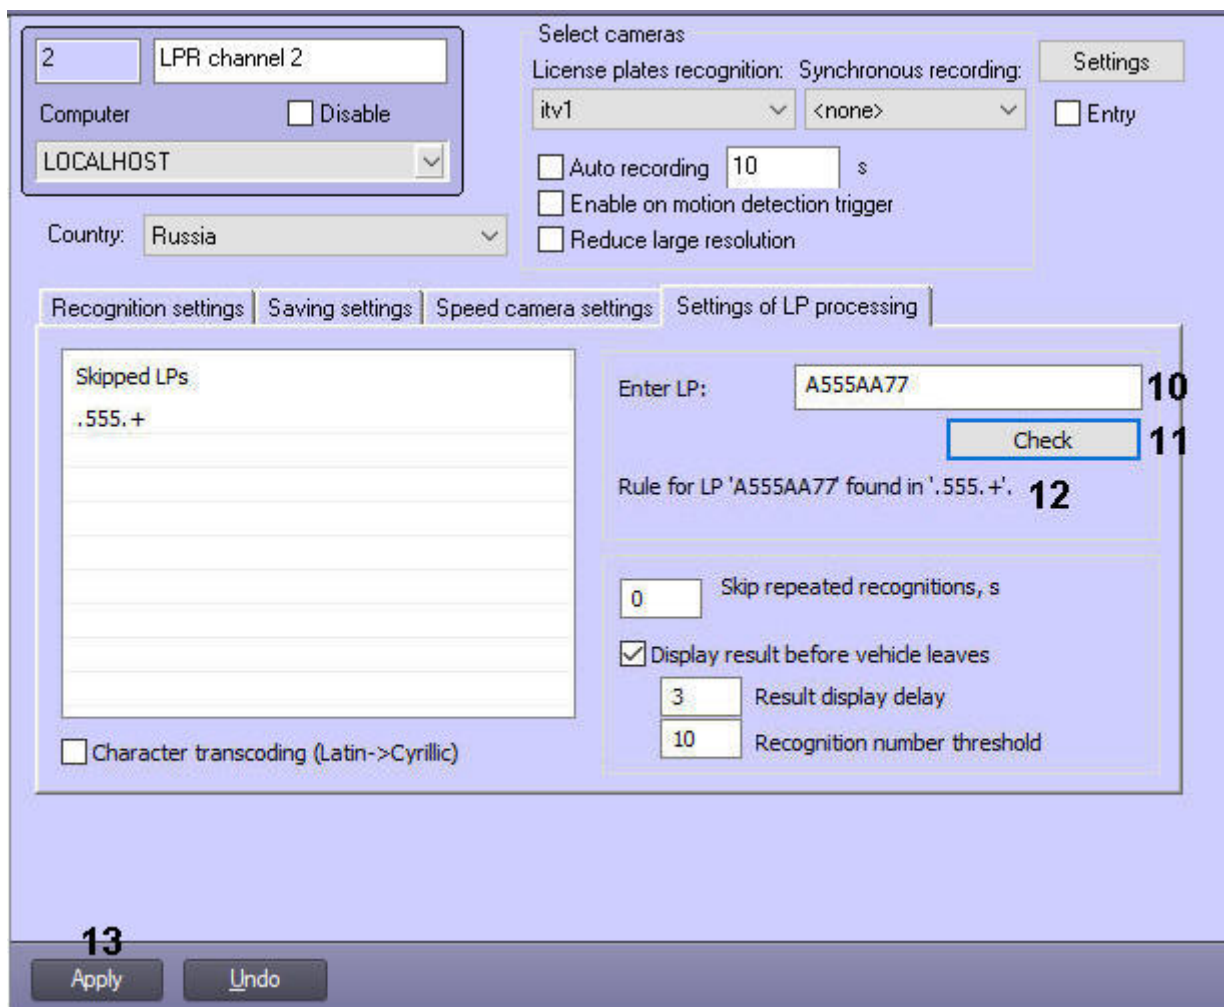 2
LPR channel 2
Computer
Disable
LOCALHOST
Country:
Russia
Select cameras
License plates recognition:
Synchronous recording:
itv1
<none>
Auto recording
10
s
Enable on motion detection trigger
Reduce large resolution
Settings
Entry
Recognition settings
Saving settings
Speed camera settings
Settings of LP processing
Skipped LPs
.555.+
Character transcoding (Latin->Cyrillic)
Enter LP:
A555AA77
10
Check
11
Rule for LP 'A555AA77' found in '.555.+'.
12
0
Skip repeated recognitions, s
Display result before vehicle leaves
3
Result display delay
10
Recognition number threshold
13
Apply
Undo